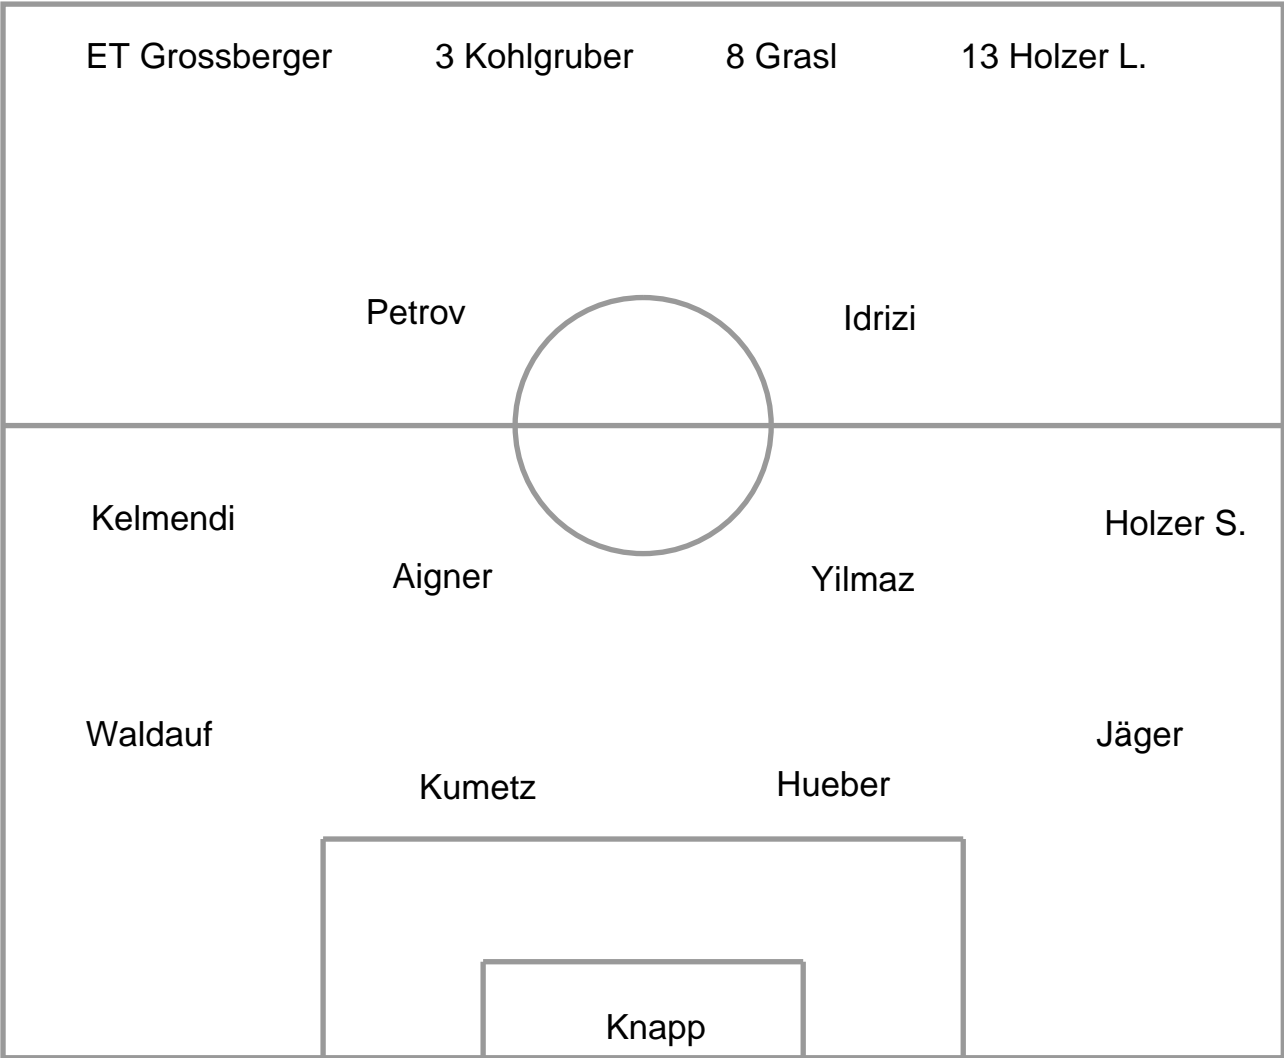 ET Grossberger 3 Kohlgruber 8 Grasl 13 Holzer L.
Petrov Idrizi
Kelmendi Holzer S.
Aigner Yilmaz
Waldauf Jäger
Kumetz Hueber
Knapp